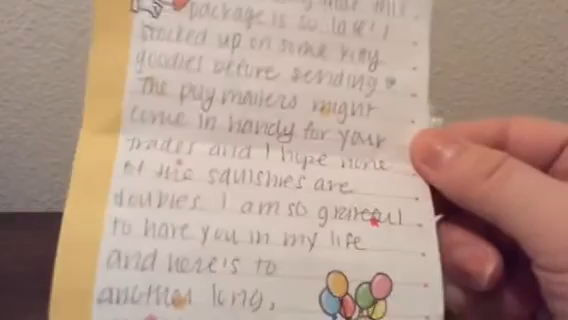 package is so late! I
stocked up on some
goodies before sending
The pug mailers might
come in handy for your
trades and I hope none
of the squishies are
doubles. I am so grateful
to have you in my life
and here's to
another long,